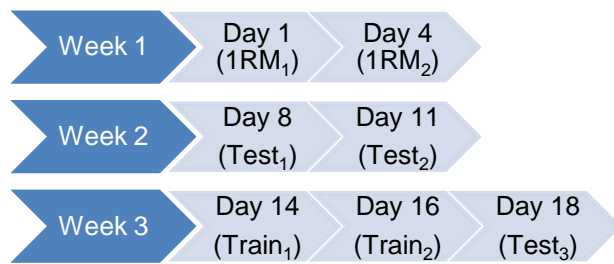 Week 1
Day 1
(1RM₁)
Day 4
(1RM₂)
Week 2
Day 8
(Test₁)
Day 11
(Test₂)
Week 3
Day 14
(Train₁)
Day 16
(Train₂)
Day 18
(Test₃)